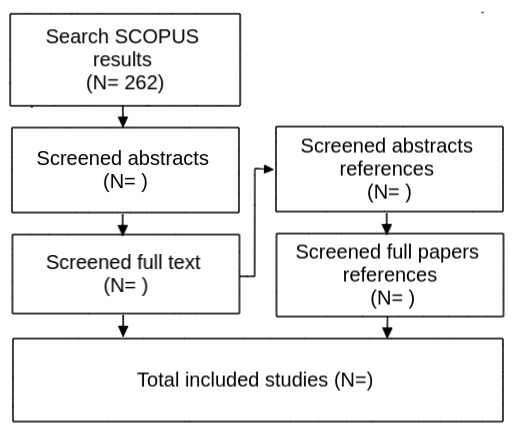 Search SCOPUS
results
(N= 262)
Screened abstracts
(N= )
Screened full text
(N= )
Screened abstracts
references
(N= )
Screened full papers
references
(N= )
Total included studies (N=)